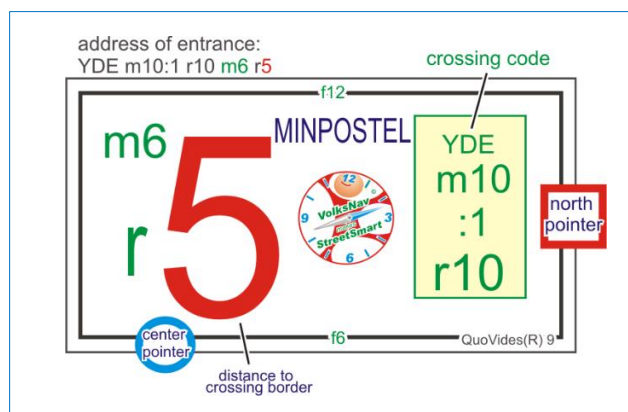 address of entrance:
YDE m10:1 r10 m6 r5
crossing code
f12
m6
r5
MINPOSTEL
YDE
m10
:1
r10
12
3
6
9
VolksNav
StreetSmart
north
pointer
center
pointer
f6
QuoVides(R) 9
distance to
crossing border